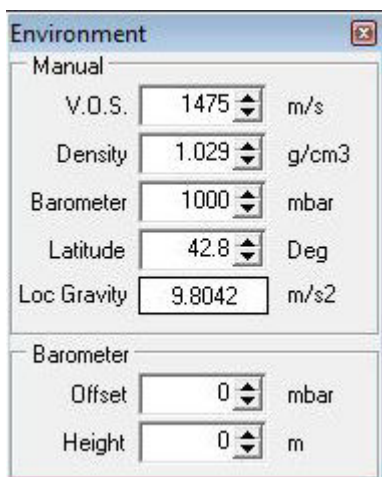 Environment
Manual
V.O.S. 1475 m/s
Density 1.029 g/cm3
Barometer 1000 mbar
Latitude 42.8 Deg
Loc Gravity 9.8042 m/s2
Barometer
Offset 0 mbar
Height 0 m